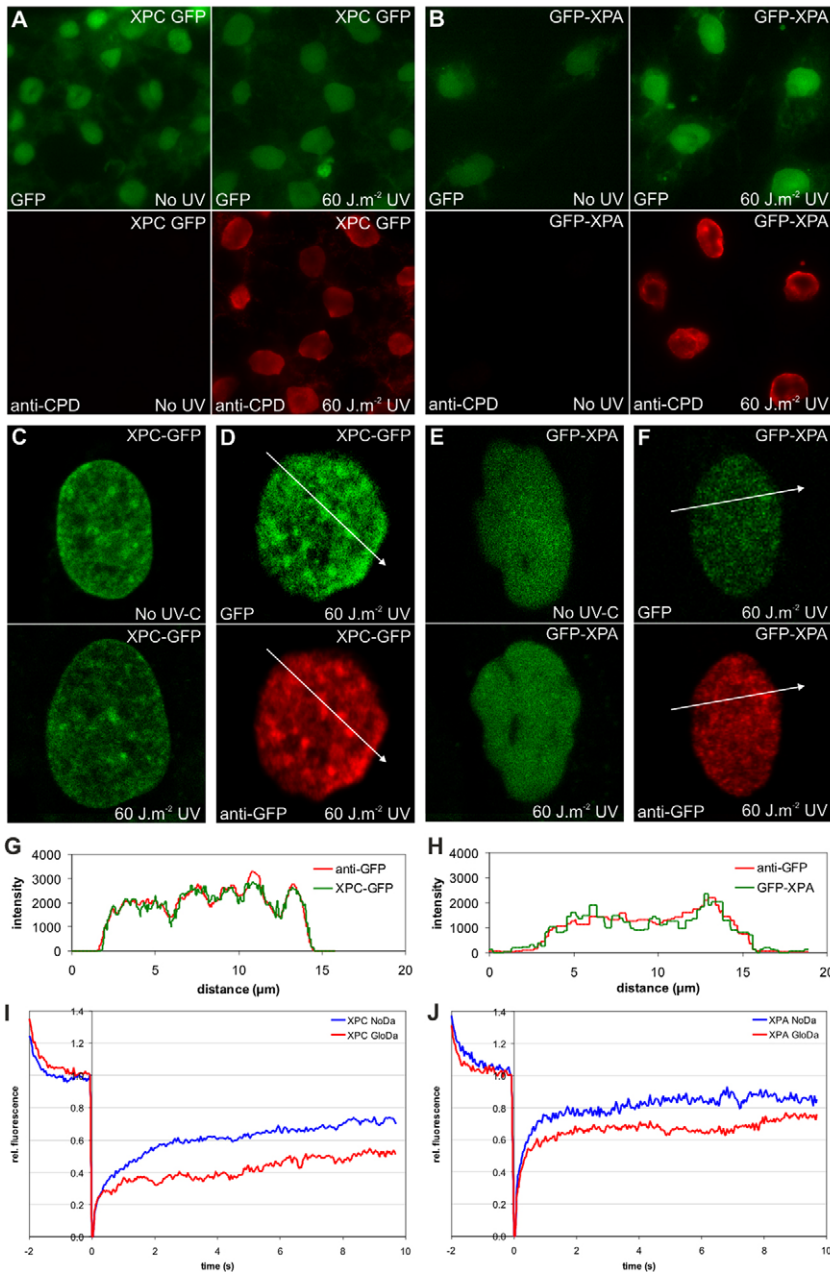 A
XPC GFP
GFP
No UV
XPC GFP
GFP
60 J.m⁻² UV
B
GFP-XPA
GFP
No UV
GFP-XPA
GFP
60 J.m⁻² UV
XPC GFP
anti-CPD
No UV
XPC GFP
anti-CPD
60 J.m⁻² UV
GFP-XPA
anti-CPD
No UV
GFP-XPA
anti-CPD
60 J.m⁻² UV
C
XPC-GFP
No UV-C
D
XPC-GFP
GFP
60 J.m⁻² UV
E
GFP-XPA
No UV-C
F
GFP-XPA
GFP
60 J.m⁻² UV
XPC-GFP
60 J.m⁻² UV
XPC-GFP
anti-GFP
60 J.m⁻² UV
GFP-XPA
60 J.m⁻² UV
GFP-XPA
anti-GFP
60 J.m⁻² UV
G
intensity
4000
3000
2000
1000
0
anti-GFP
XPC-GFP
0 5 10 15 20
distance (µm)
H
intensity
4000
3000
2000
1000
0
anti-GFP
GFP-XPA
0 5 10 15 20
distance (µm)
I
rel. fluorescence
1.4
1.2
1.0
0.8
0.6
0.4
0.2
0.0
XPC NoDa
XPC GloDa
-2 0 2 4 6 8 10
time (s)
J
rel. fluorescence
1.4
1.2
1.0
0.8
0.6
0.4
0.2
0.0
XPA NoDa
XPA GloDa
-2 0 2 4 6 8 10
time (s)